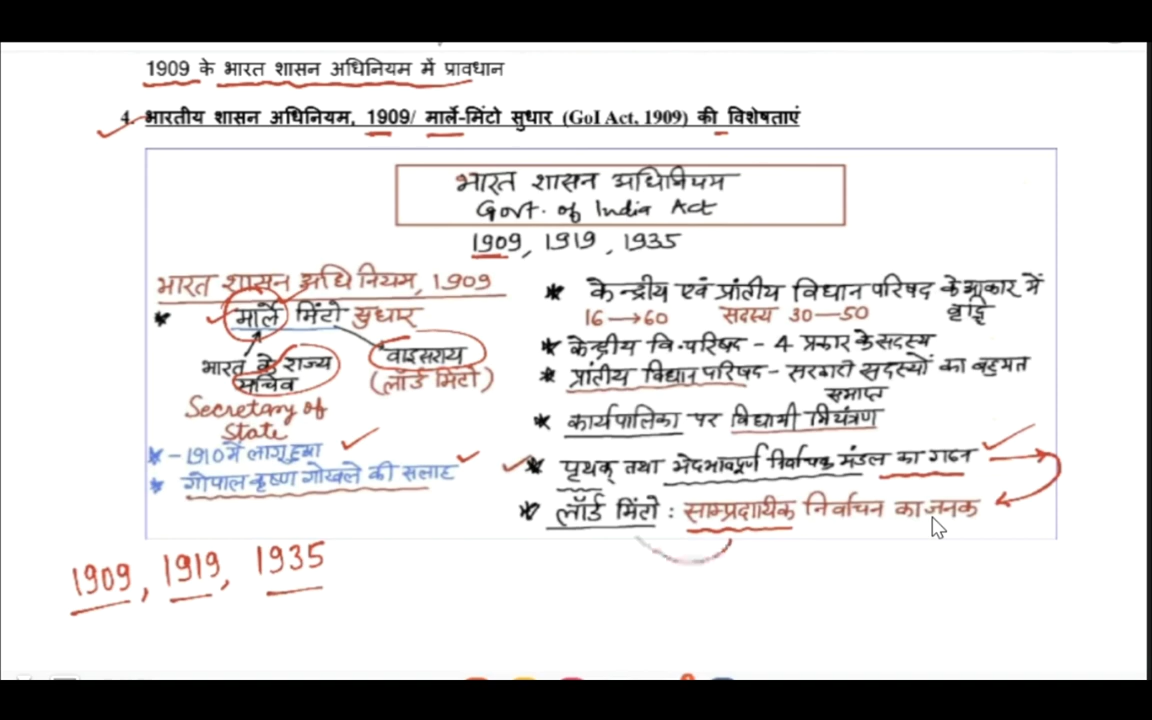 1909 के भारत शासन अधिनियम में प्रावधान
4. भारतीय शासन अधिनियम, 1909/ मार्ले-मिंटो सुधार (GoI Act, 1909) की विशेषताएं
भारत शासन अधिनियम
Govt. of India Act
1909, 1919, 1935
भारत शासन अधिनियम, 1909
* मार्ले मिंटो सुधार
भारत के राज्य सचिव
Secretary of State
वाइसराय
(लॉर्ड मिंटो)
* - 1910 में लागू हुआ
* गोपाल कृष्ण गोखले की सलाह
* केन्द्रीय एवं प्रांतीय विधान परिषद के आकार में वृद्धि
16 → 60 सदस्य 30 — 50
* केन्द्रीय वि. परिषद - 4 प्रकार के सदस्य
* प्रांतीय विधान परिषद - सरकारी सदस्यों का बहुमत
समाप्त
* कार्यपालिका पर विधायी नियंत्रण
* पृथक् तथा भेदभावपूर्ण निर्वाचक मंडल का गठन
* लॉर्ड मिंटो : साम्प्रदायिक निर्वाचन का जनक
1909, 1919, 1935